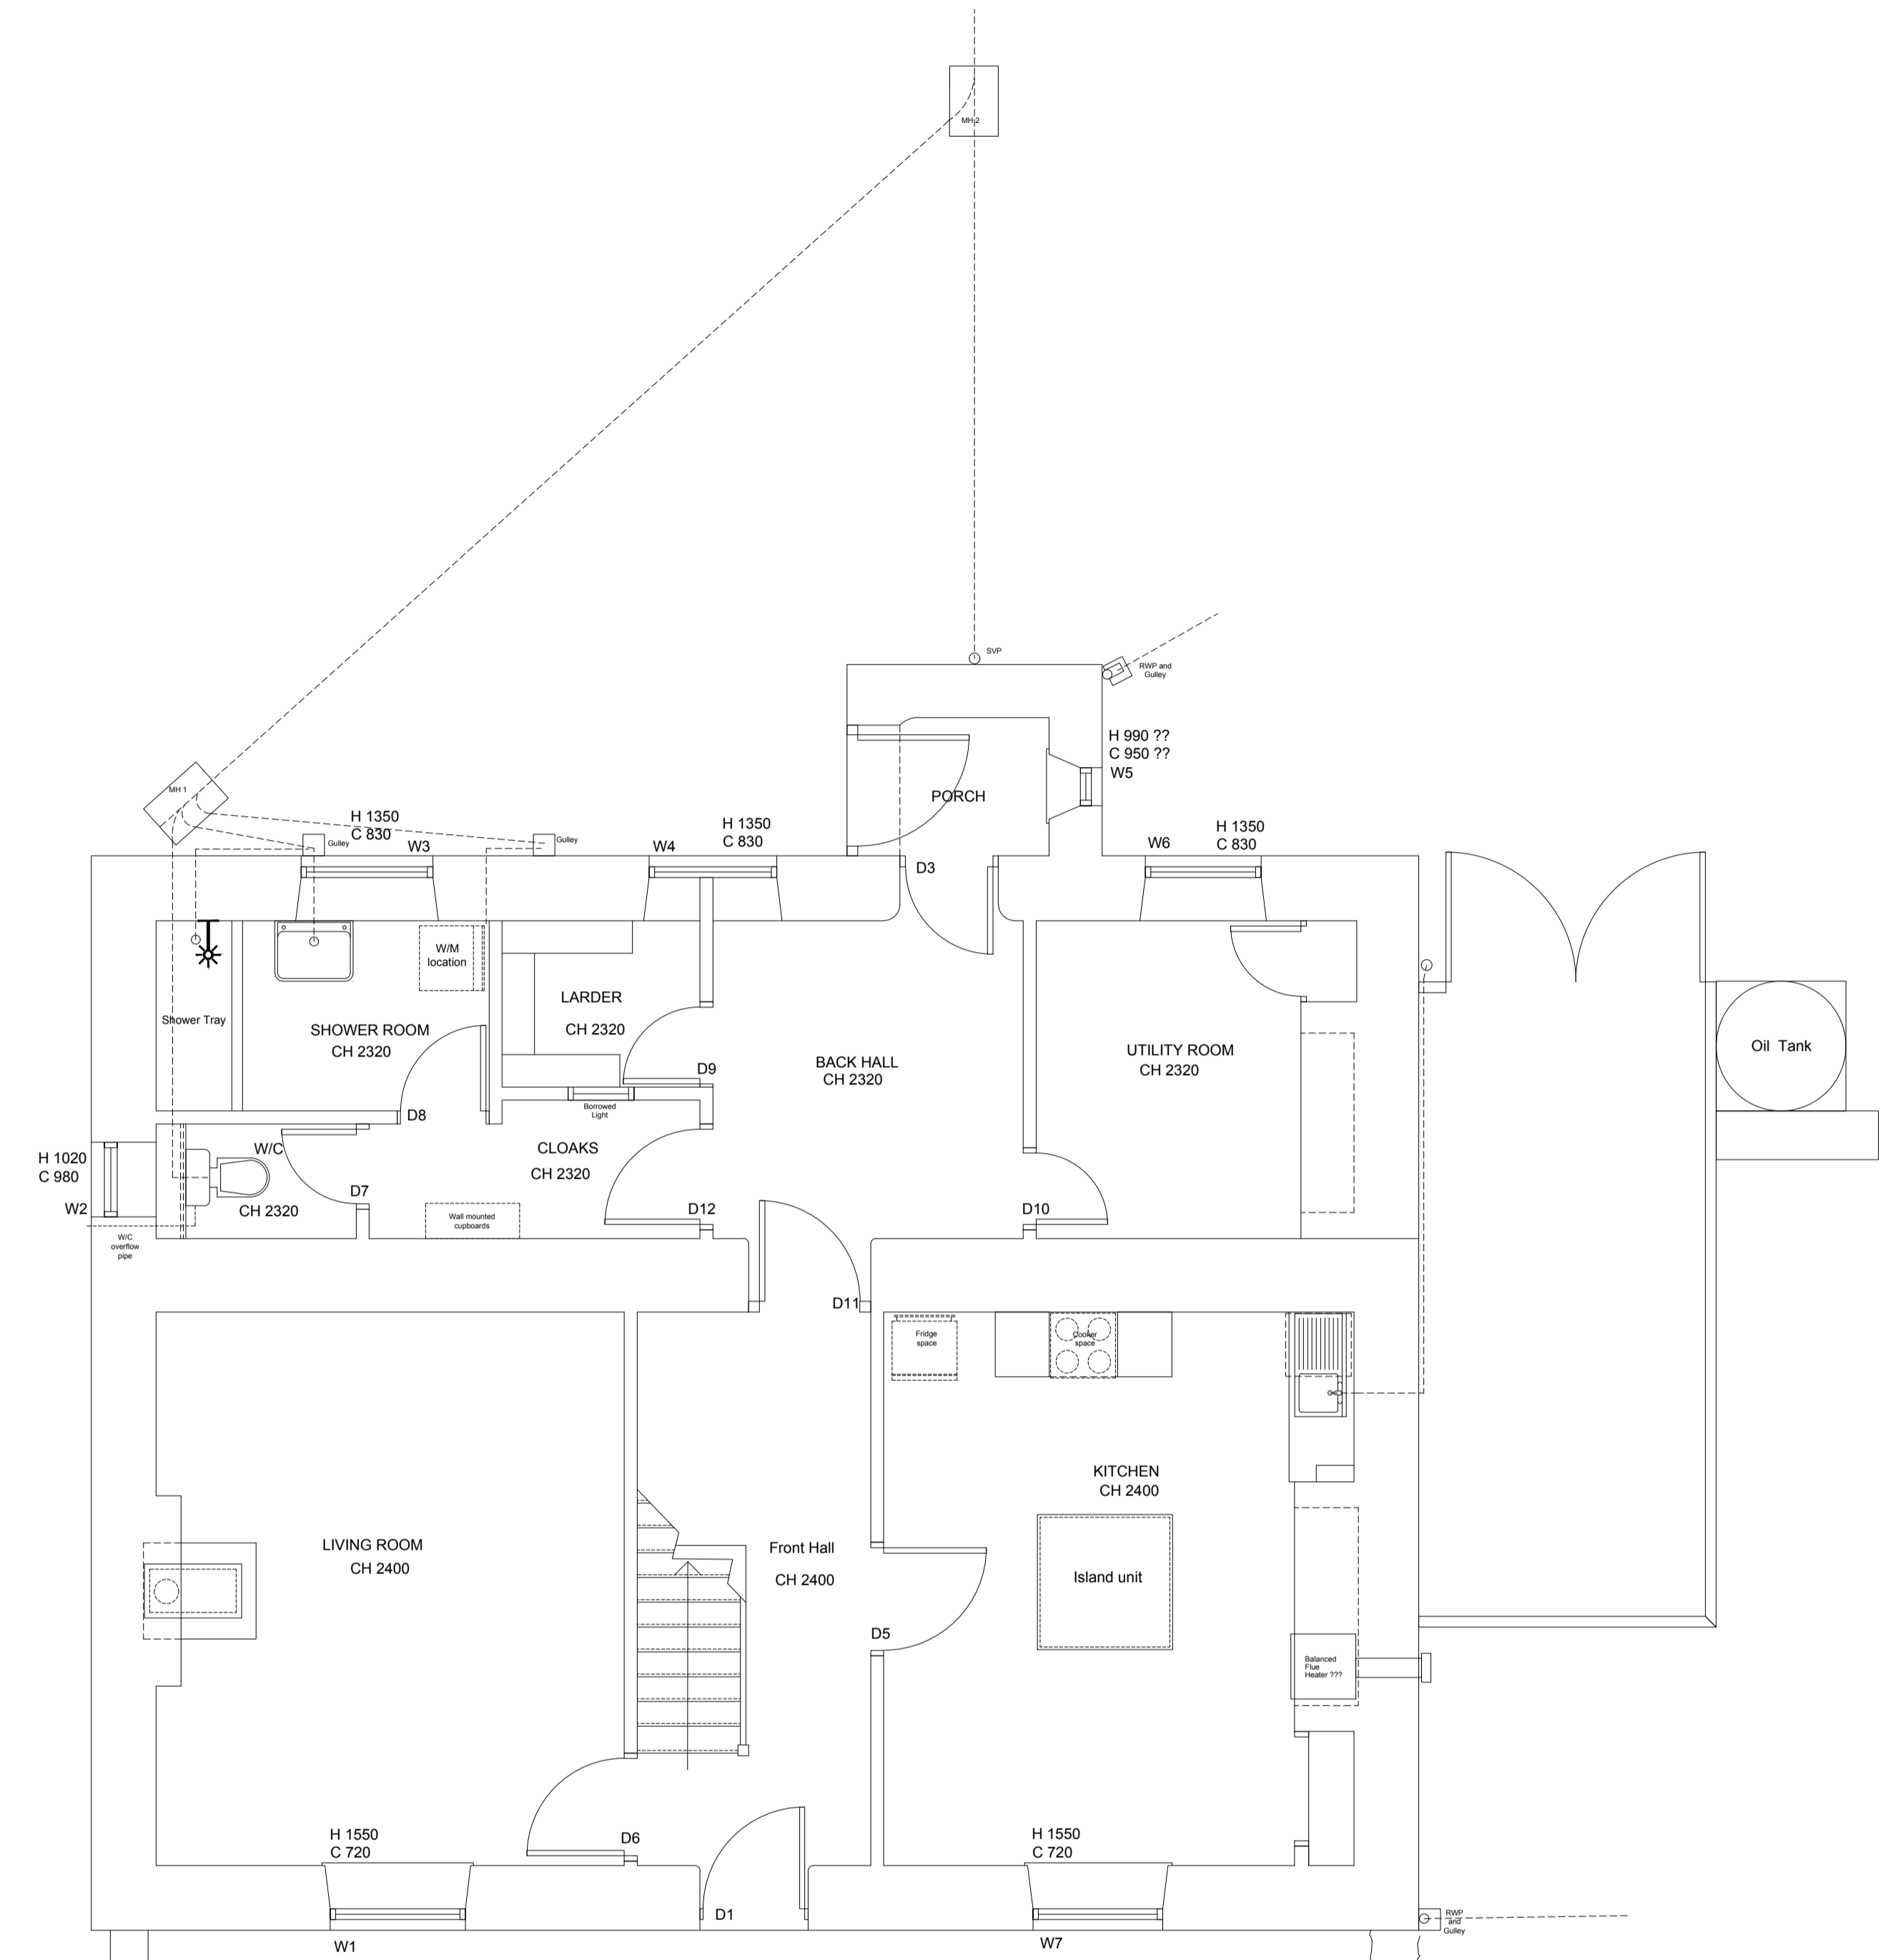 MH 2
SVP
RWP and
Gulley
H 990 ??
C 950 ??
W5
MH 1
PORCH
H 1350
C 830
W3
Gulley
Gulley
W4
H 1350
C 830
W6
H 1350
C 830
D3
W/M
location
LARDER
CH 2320
Shower Tray
SHOWER ROOM
CH 2320
BACK HALL
CH 2320
UTILITY ROOM
CH 2320
Oil Tank
D9
Borrowed
Light
D8
W/C
CLOAKS
CH 2320
H 1020
C 980
W2
D7
CH 2320
Wall mounted
cupboards
D12
D10
W/C
overflow
pipe
D11
Fridge
space
Cooker
space
KITCHEN
CH 2400
LIVING ROOM
CH 2400
Front Hall
CH 2400
Island unit
D5
Balanced
Flue
Heater ???
H 1550
C 720
D6
H 1550
C 720
D1
RWP
and
Gulley
W1
W7